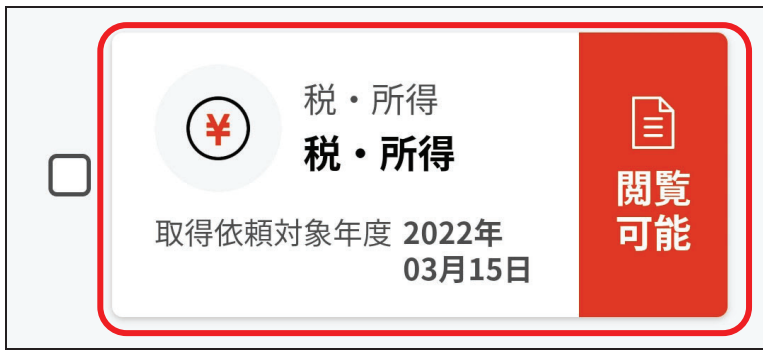 ¥
税・所得
税・所得
取得依頼対象年度 2022年
03月15日
閲覧
可能